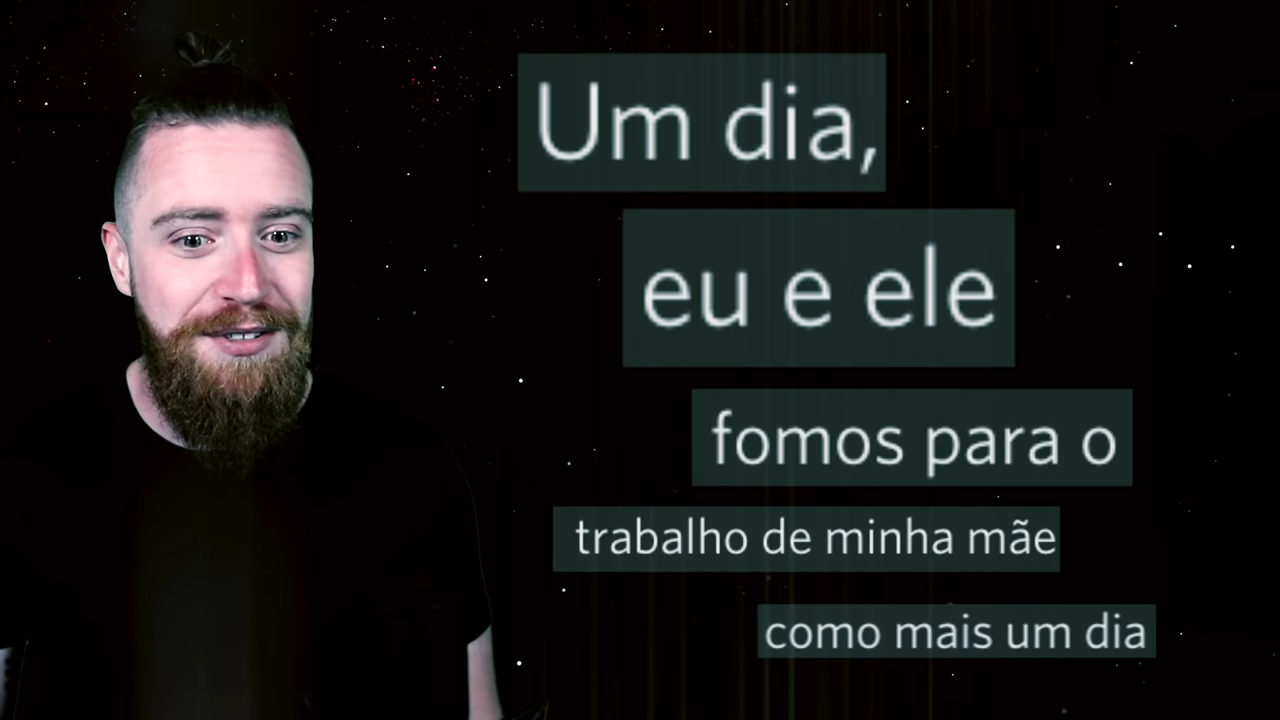 Um dia,
eu e ele
fomos para o
trabalho de minha mãe
como mais um dia